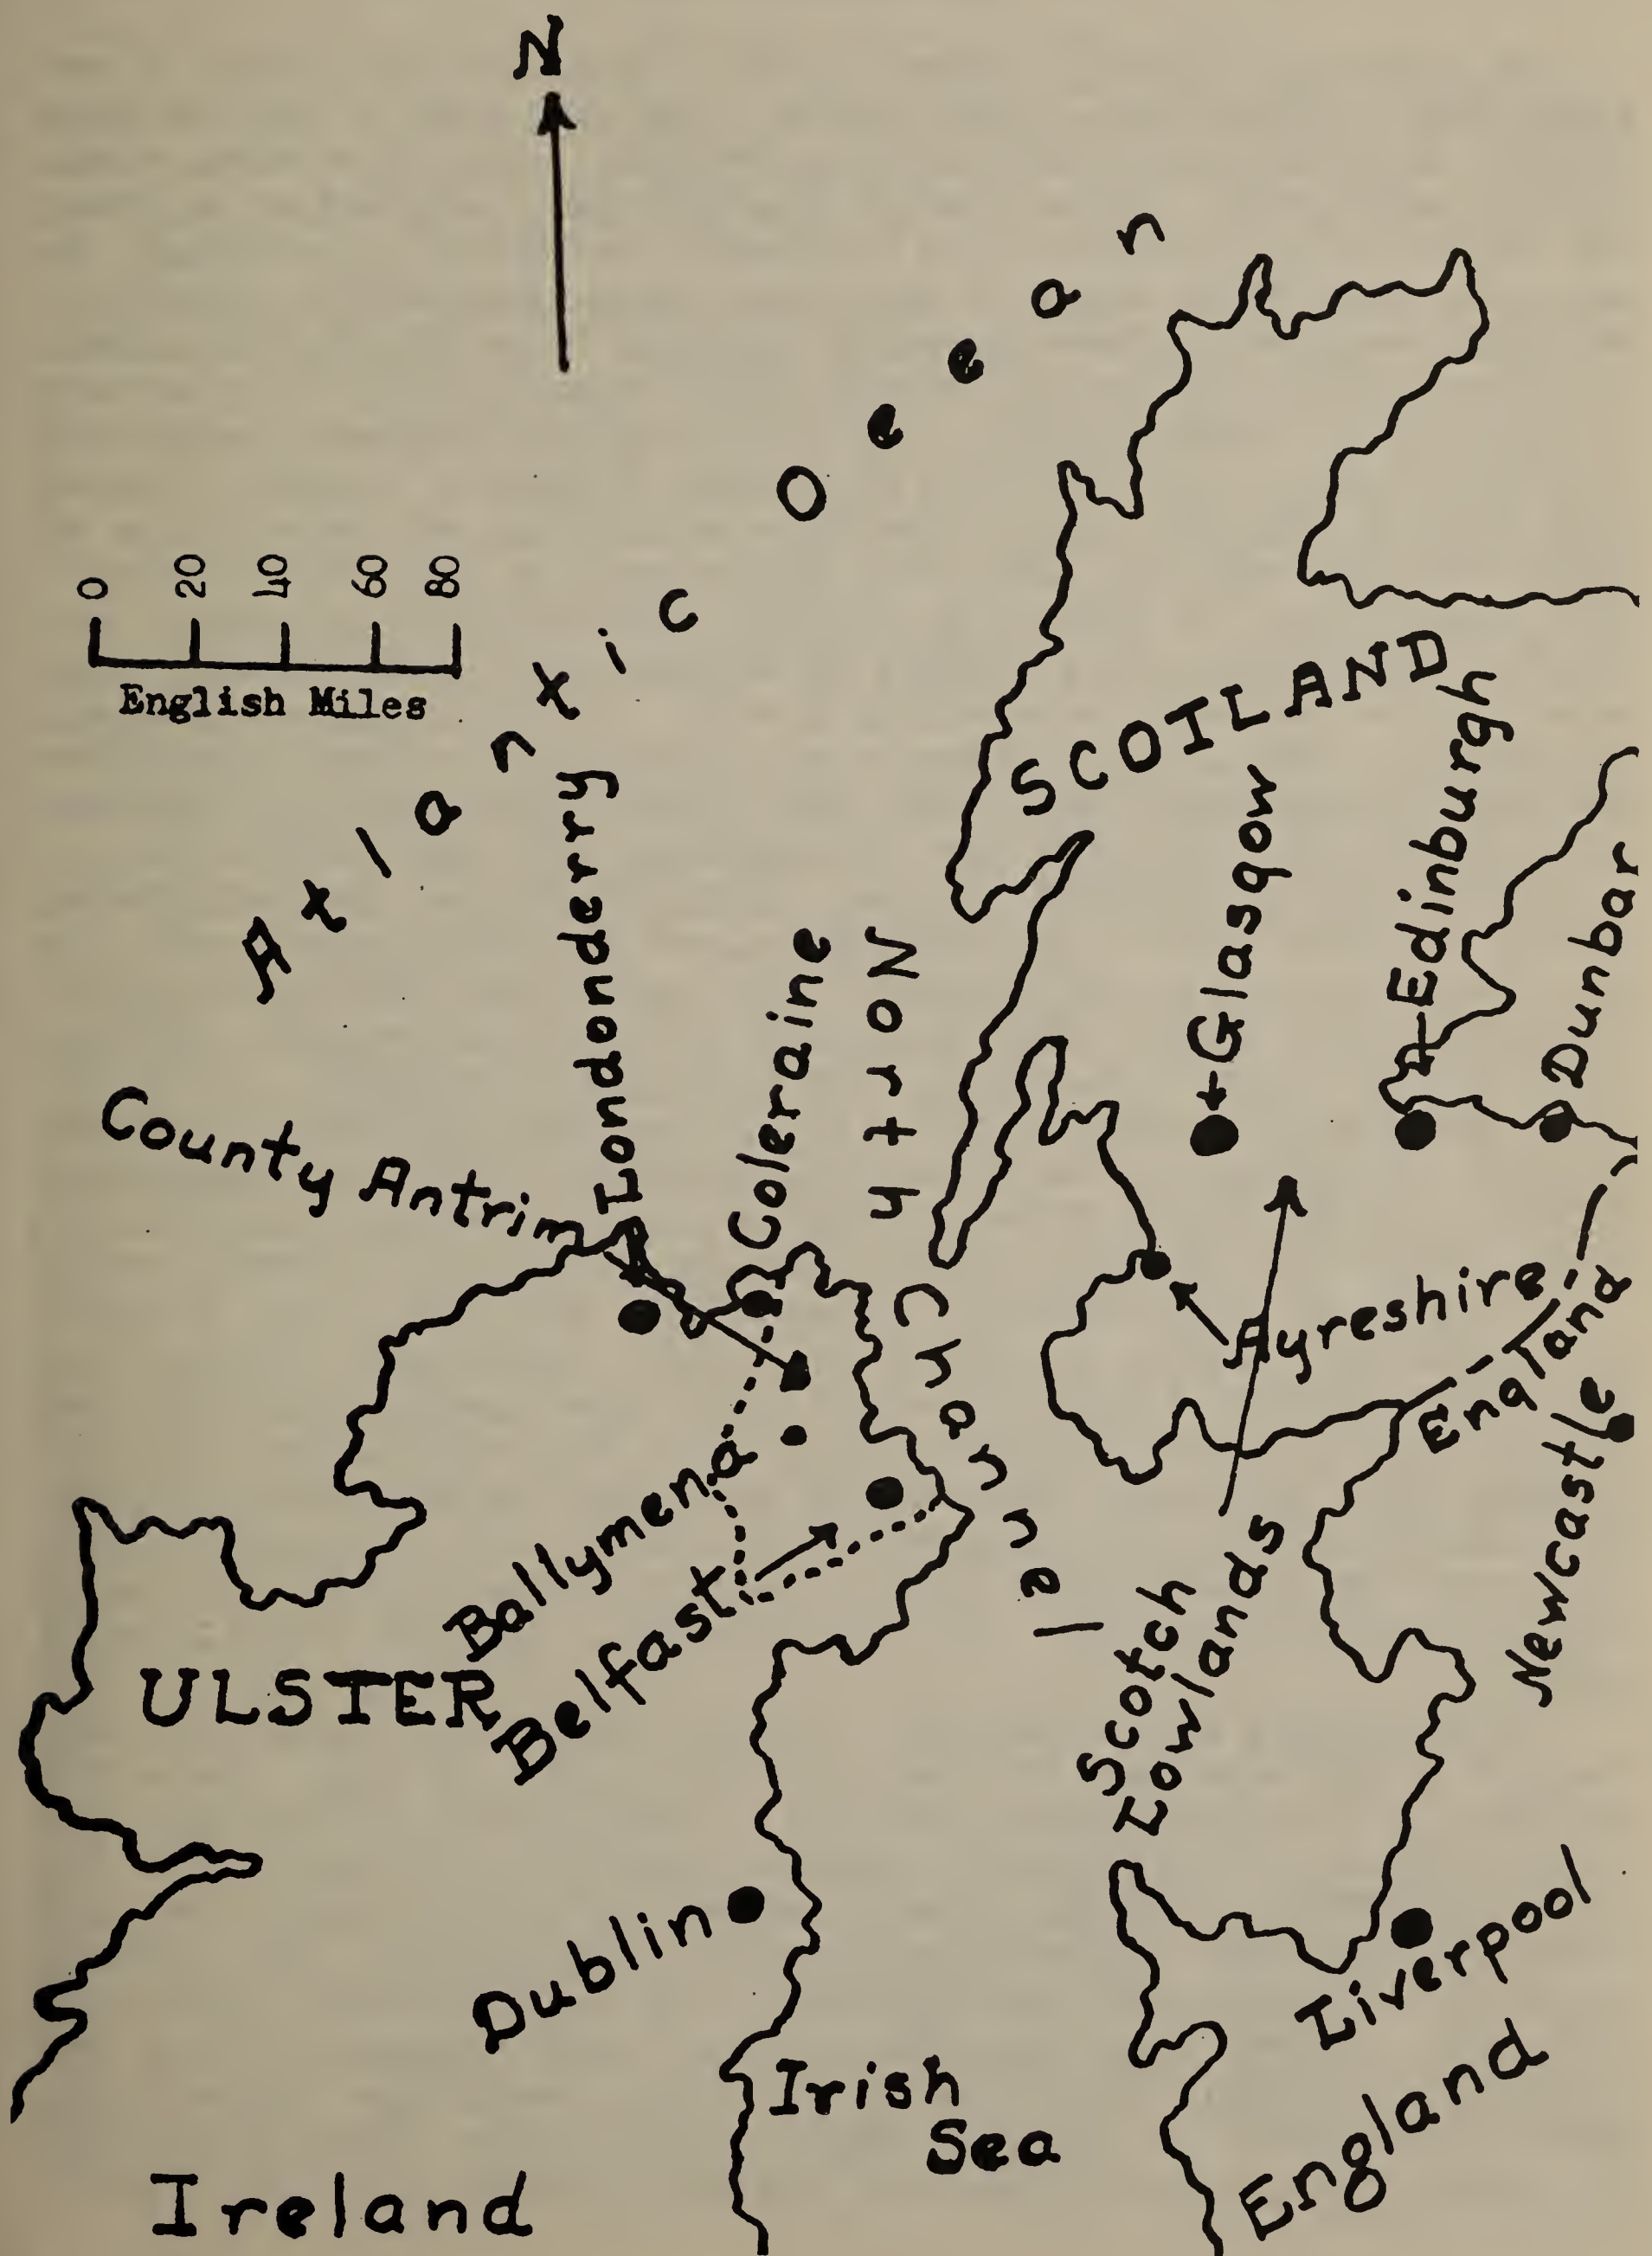 N
Atlantic Oceean
0 20 40 60 80
English Miles
SCOTLAND
Londonderry
Coleraine
North Channel
Glasgow
Edinburgh
Dunbar
County Antrim
Ayreshire
England
Newcastle
Ballymena
Belfast
ULSTER
Scotch
Lowlands
Dublin
Liverpool
Irish
Sea
England
Ireland